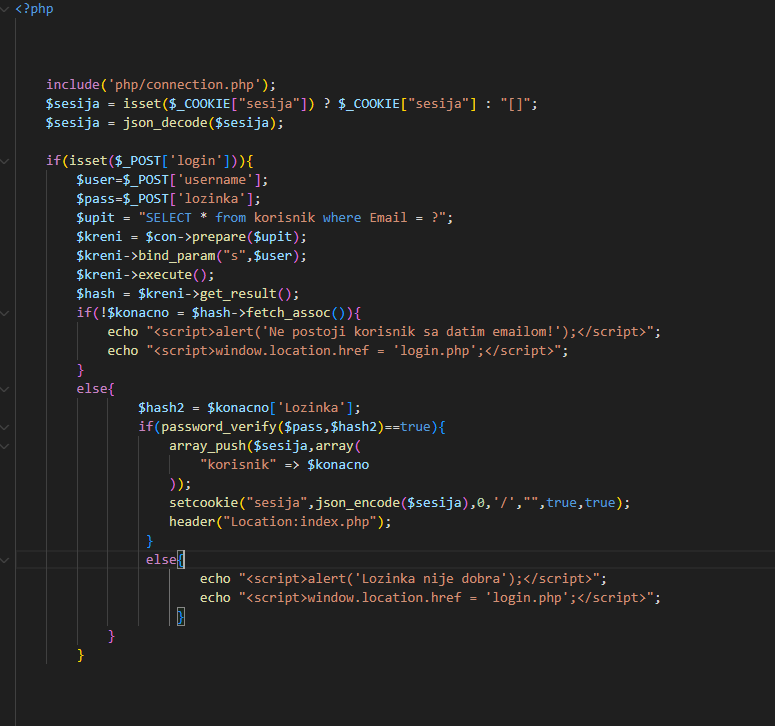 <?php
include('php/connection.php');
$sesija = isset($_COOKIE["sesija"]) ? $_COOKIE["sesija"] : "[]";
$sesija = json_decode($sesija);
if(isset($_POST['login'])){
$user=$_POST['username'];
$pass=$_POST['lozinka'];
$upit = "SELECT * from korisnik where Email = ?";
$kreni = $con->prepare($upit);
$kreni->bind_param("s",$user);
$kreni->execute();
$hash = $kreni->get_result();
if(!$konacno = $hash->fetch_assoc()){
echo "<script>alert('Ne postoji korisnik sa datim emailom!');</script>";
echo "<script>window.location.href = 'login.php';</script>";
}
else{
$hash2 = $konacno['Lozinka'];
if(password_verify($pass,$hash2)==true){
array_push($sesija,array(
"korisnik" => $konacno
));
setcookie("sesija",json_encode($sesija),0,'/',"",true,true);
header("Location:index.php");
}
else{
echo "<script>alert('Lozinka nije dobra');</script>";
echo "<script>window.location.href = 'login.php';</script>";
}
}
}